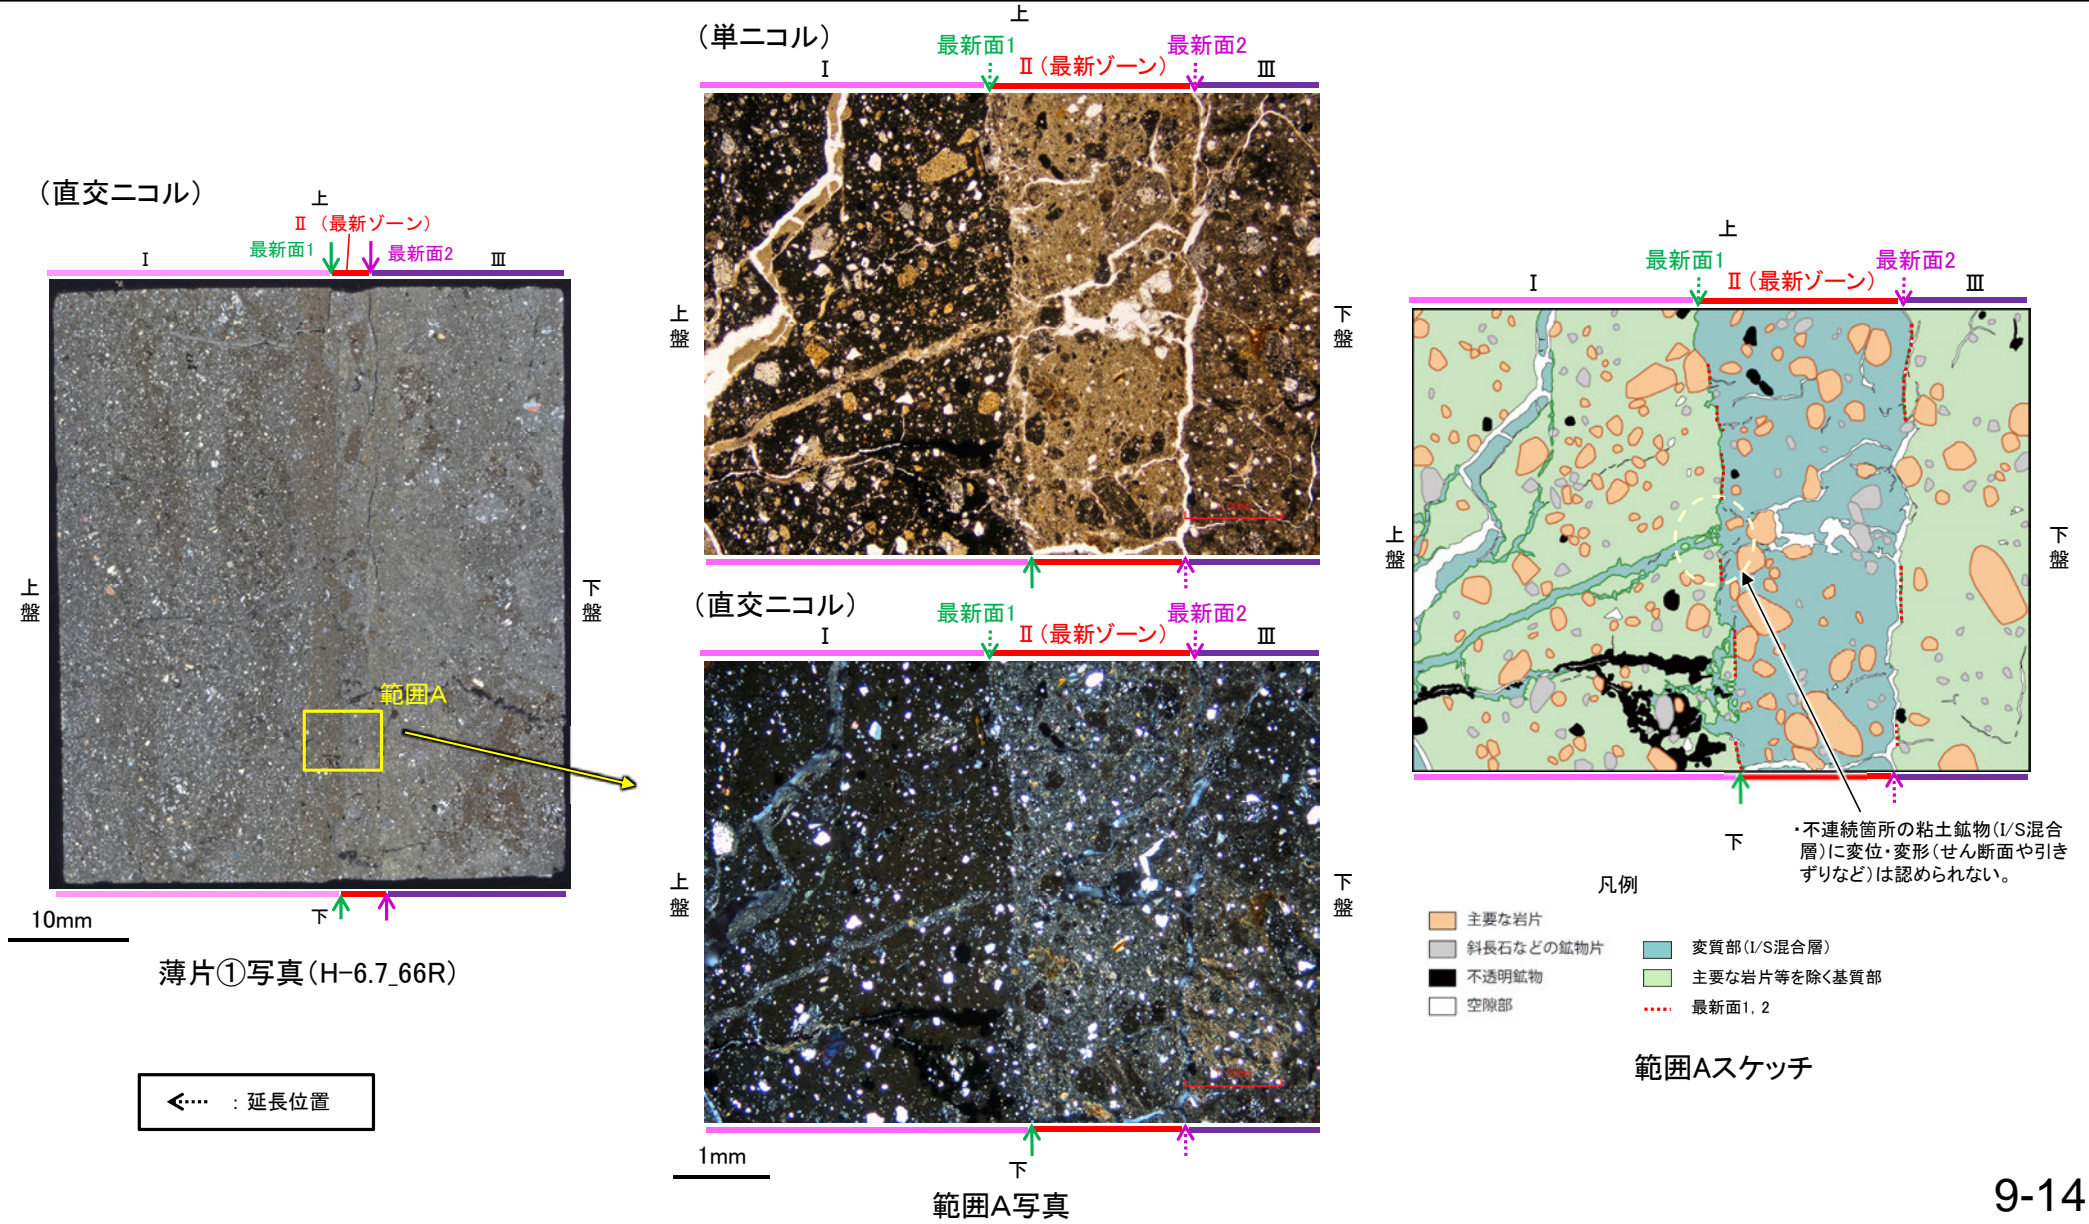 （直交ニコル）
上
Ⅱ（最新ゾーン）
最新面1
最新面2
Ⅰ
Ⅲ
上盤
下盤
範囲A
下
10mm
薄片①写真（H-6.7_66R）
：延長位置
（単ニコル）
上
最新面1
最新面2
Ⅰ
Ⅱ（最新ゾーン）
Ⅲ
上盤
下盤
（直交ニコル）
最新面1
最新面2
Ⅰ
Ⅱ（最新ゾーン）
Ⅲ
上盤
下盤
1mm
下
範囲A写真
上
最新面1
最新面2
Ⅰ
Ⅱ（最新ゾーン）
Ⅲ
上盤
下盤
下
・不連続箇所の粘土鉱物（I/S混合
層）に変位・変形（せん断面や引き
ずりなど）は認められない。
凡例
主要な岩片
斜長石などの鉱物片
不透明鉱物
空隙部
変質部（I/S混合層）
主要な岩片等を除く基質部
最新面1，2
範囲Aスケッチ
9-14